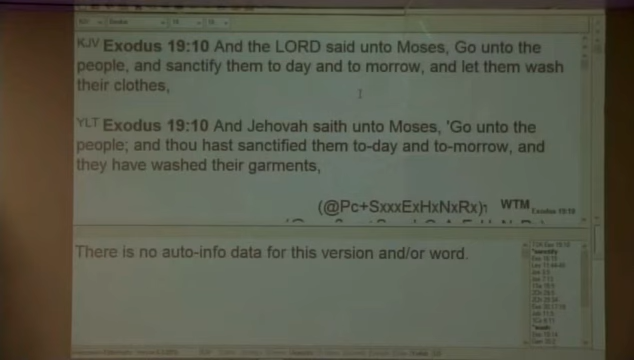 KJV Exodus 19:10 And the LORD said unto Moses, Go unto the
people, and sanctify them to day and to morrow, and let them wash
their clothes,
YLT Exodus 19:10 And Jehovah saith unto Moses, 'Go unto the
people; and thou hast sanctified them to-day and to-morrow, and
they have washed their garments,
(@Pc+SxxxExHxNxRx) WTM Exodus 19:10
There is no auto-info data for this version and/or word.